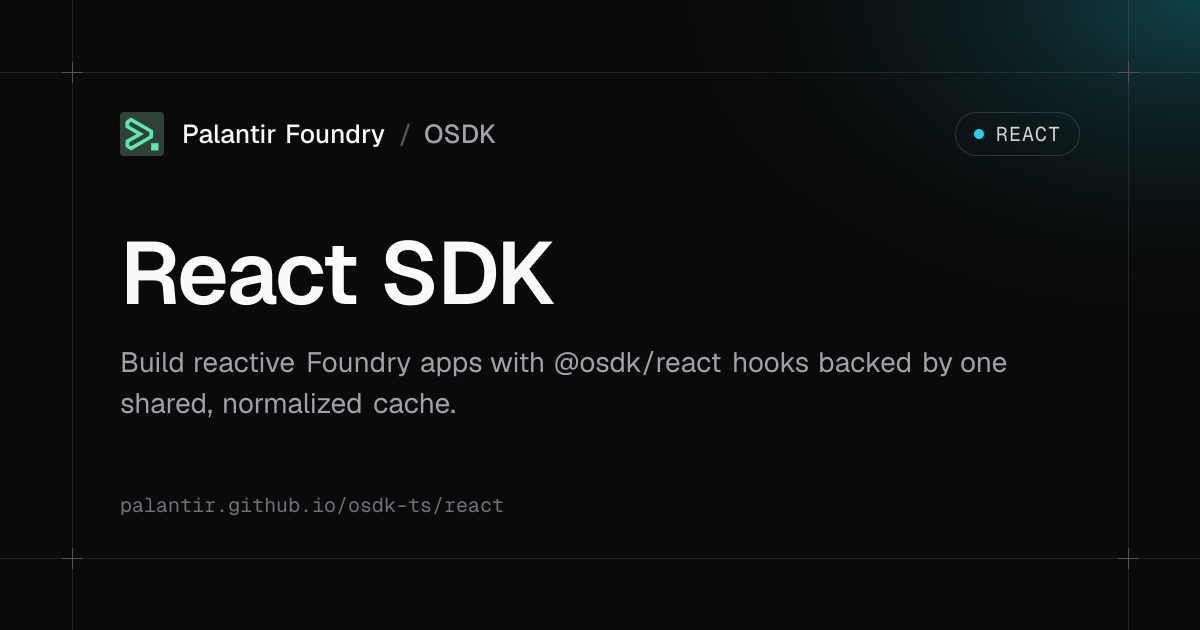 Palantir Foundry / OSDK
REACT
React SDK
Build reactive Foundry apps with @osdk/react hooks backed by one
shared, normalized cache.
palantir.github.io/osdk-ts/react